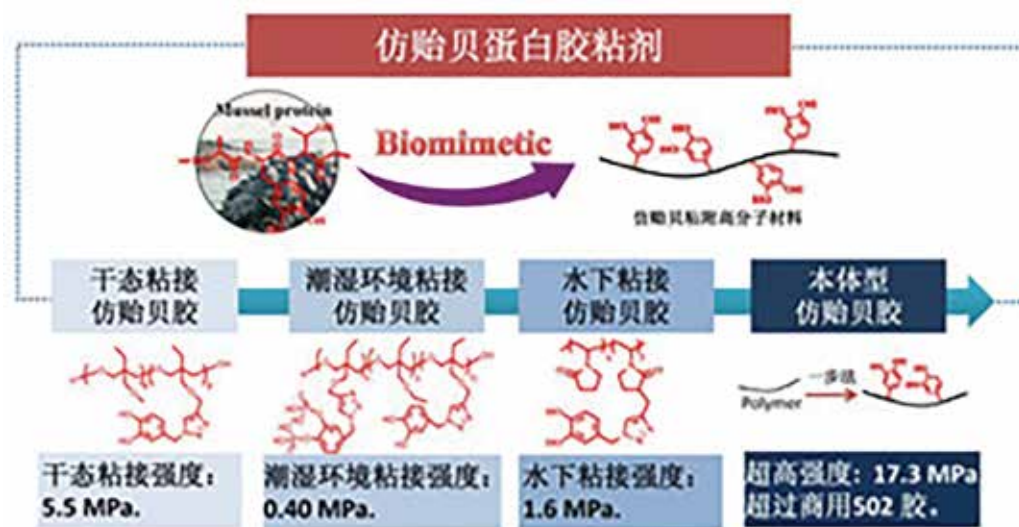 仿贻贝蛋白胶粘剂
Mussel protein
Biomimetic
仿贻贝粘附高分子材料
干态粘接
仿贻贝胶
潮湿环境粘接
仿贻贝胶
水下粘接
仿贻贝胶
本体型
仿贻贝胶
Polymer
一步法
干态粘接强度：
5.5 MPa.
潮湿环境粘接强度：
0.40 MPa.
水下粘接强度：
1.6 MPa.
超高强度：17.3 MPa
超过商用502 胶。